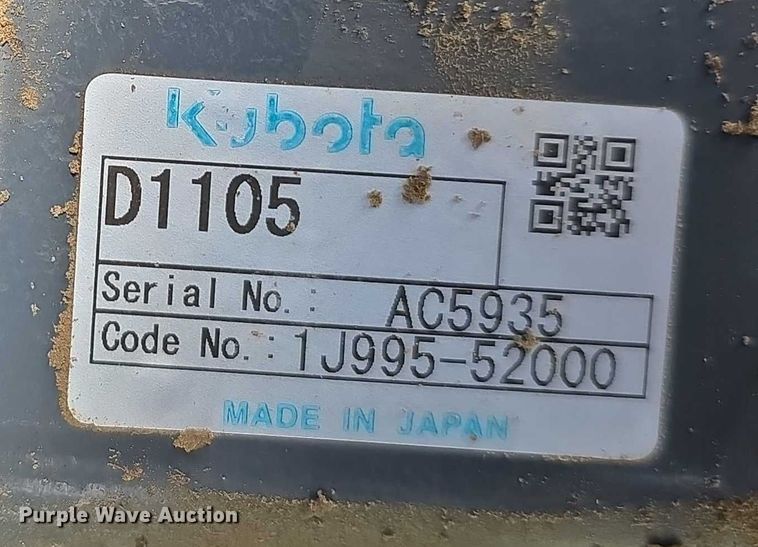 Kubota
D1105
Serial No. : AC5935
Code No. : 1J995-52000
MADE IN JAPAN
Purple Wave Auction